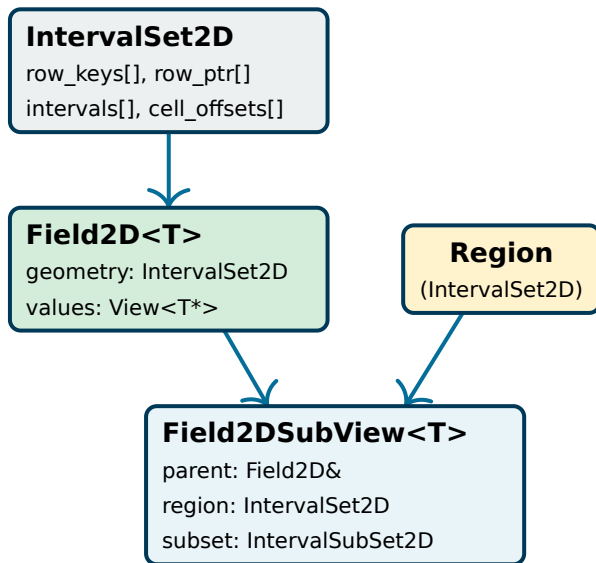 IntervalSet2D
row_keys[], row_ptr[]
intervals[], cell_offsets[]
Field2D<T>
geometry: IntervalSet2D
values: View<T*>
Region
(IntervalSet2D)
Field2DSubView<T>
parent: Field2D&
region: IntervalSet2D
subset: IntervalSubSet2D